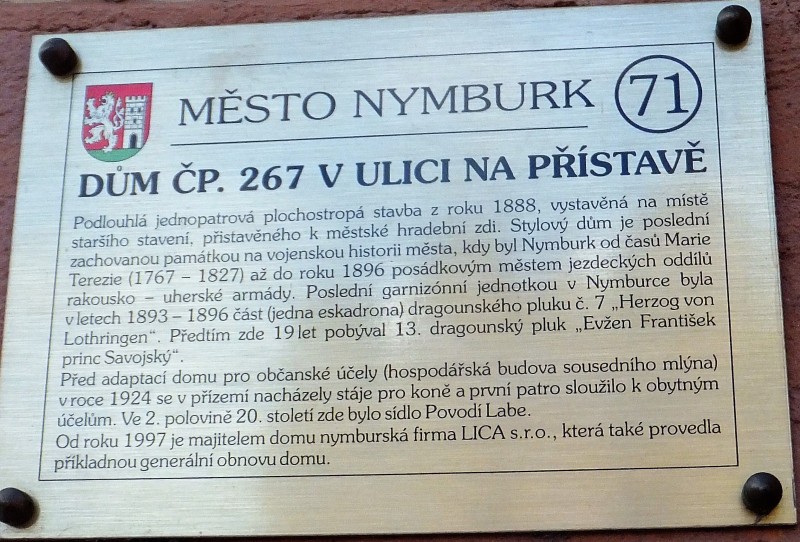 MĚSTO NYMBURK 71
DŮM ČP. 267 V ULICI NA PŘÍSTAVĚ
Podlouhlá jednopatrová plochostropá stavba z roku 1888, vystavěná na místě
staršího stavení, přistavěného k městské hradební zdi. Stylový dům je poslední
zachovanou památkou na vojenskou historii města, kdy byl Nymburk od časů Marie
Terezie (1767 – 1827) až do roku 1896 posádkovým městem jezdeckých oddílů
rakousko – uherské armády. Poslední garnizónní jednotkou v Nymburce byla
v letech 1893 – 1896 část (jedna eskadrona) dragounského pluku č. 7 „Herzog von
Lothringen“. Předtím zde 19 let pobýval 13. dragounský pluk „Evžen František
princ Savojský“.
Před adaptací domu pro občanské účely (hospodářská budova sousedního mlýna)
v roce 1924 se v přízemí nacházely stáje pro koně a první patro sloužilo k obytným
účelům. Ve 2. polovině 20. století zde bylo sídlo Povodí Labe.
Od roku 1997 je majitelem domu nymburská firma LICA s.r.o., která také provedla
příkladnou generální obnovu domu.